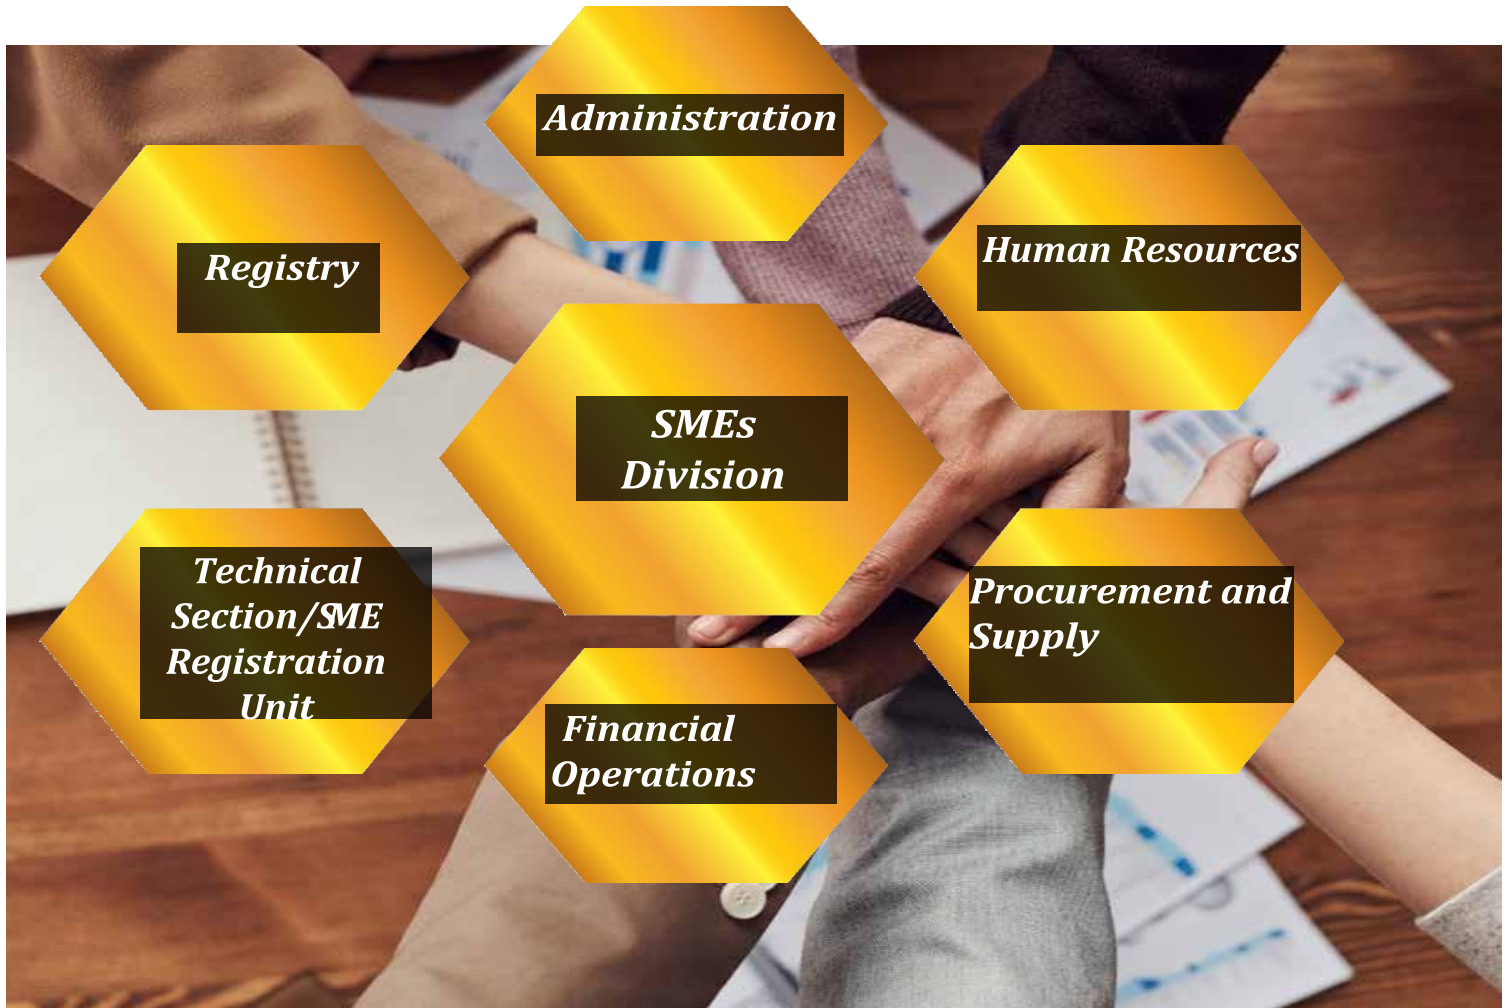 Administration
Registry
Human Resources
SMEs
Division
Technical
Section/SME
Registration
Unit
Procurement and
Supply
Financial
Operations